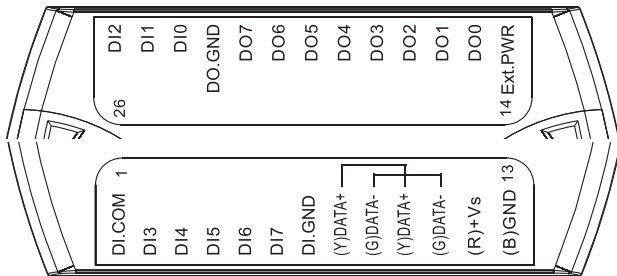 DI2
DI1
DI0
DO.GND
DO7
DO6
DO5
DO4
DO3
DO2
DO1
DO0
Ext.PWR
26
14
1
13
DI.COM
DI3
DI4
DI5
DI6
DI7
DI.GND
(Y)DATA+
(G)DATA-
(Y)DATA+
(G)DATA-
(R)+Vs
(B)GND